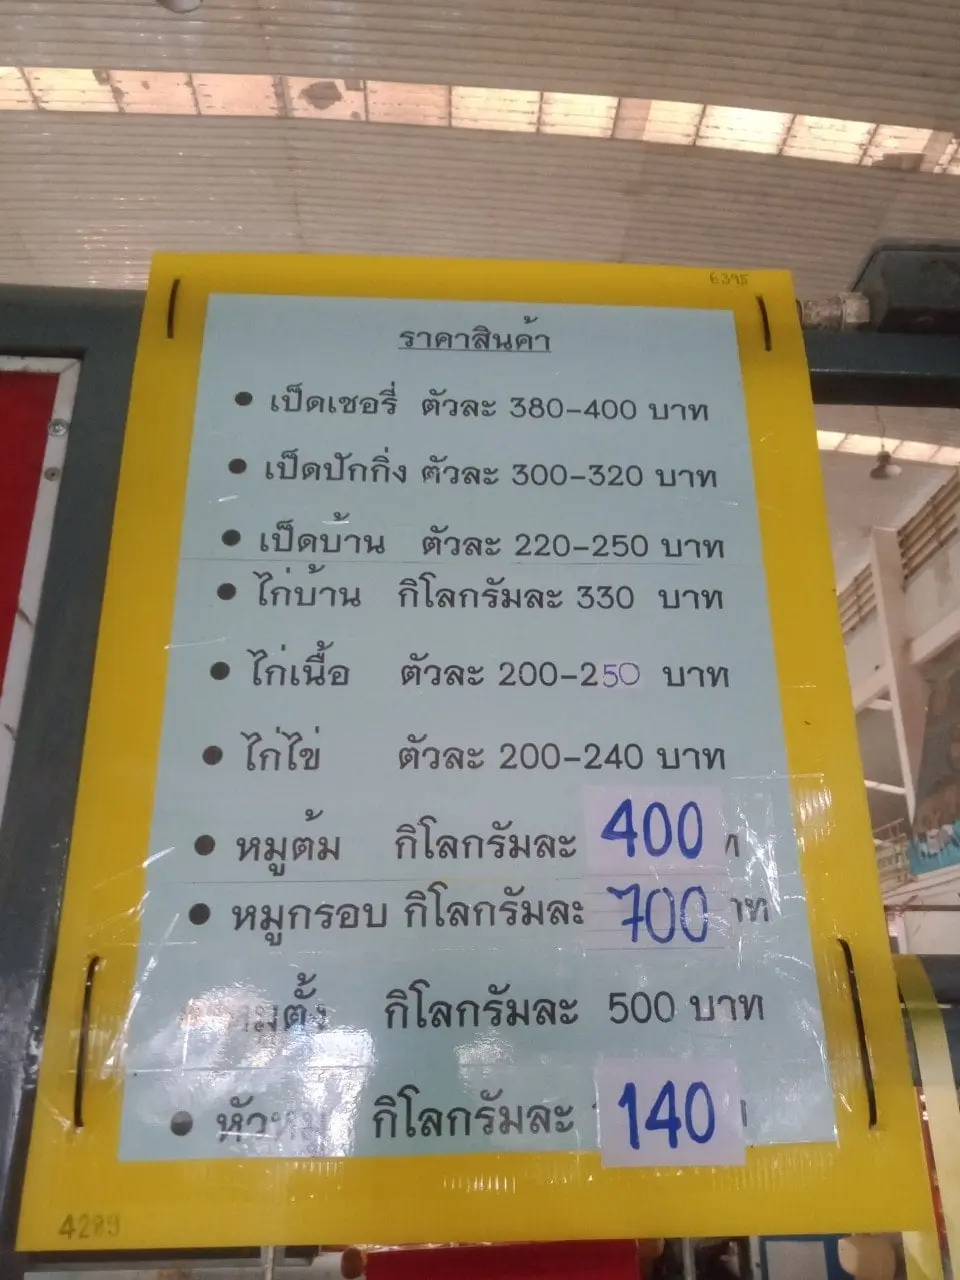 6395
ราคาสินค้า
• เป็ดเชอรี่ ตัวละ 380-400 บาท
• เป็ดปักกิ่ง ตัวละ 300-320 บาท
• เป็ดบ้าน ตัวละ 220-250 บาท
• ไก่บ้าน กิโลกรัมละ 330 บาท
• ไก่เนื้อ ตัวละ 200-250 บาท
• ไก่ไข่ ตัวละ 200-240 บาท
• หมูต้ม กิโลกรัมละ 400
• หมูกรอบ กิโลกรัมละ 700
กิโลกรัมละ 500 บาท
• หัวหมู กิโลกรัมละ 140